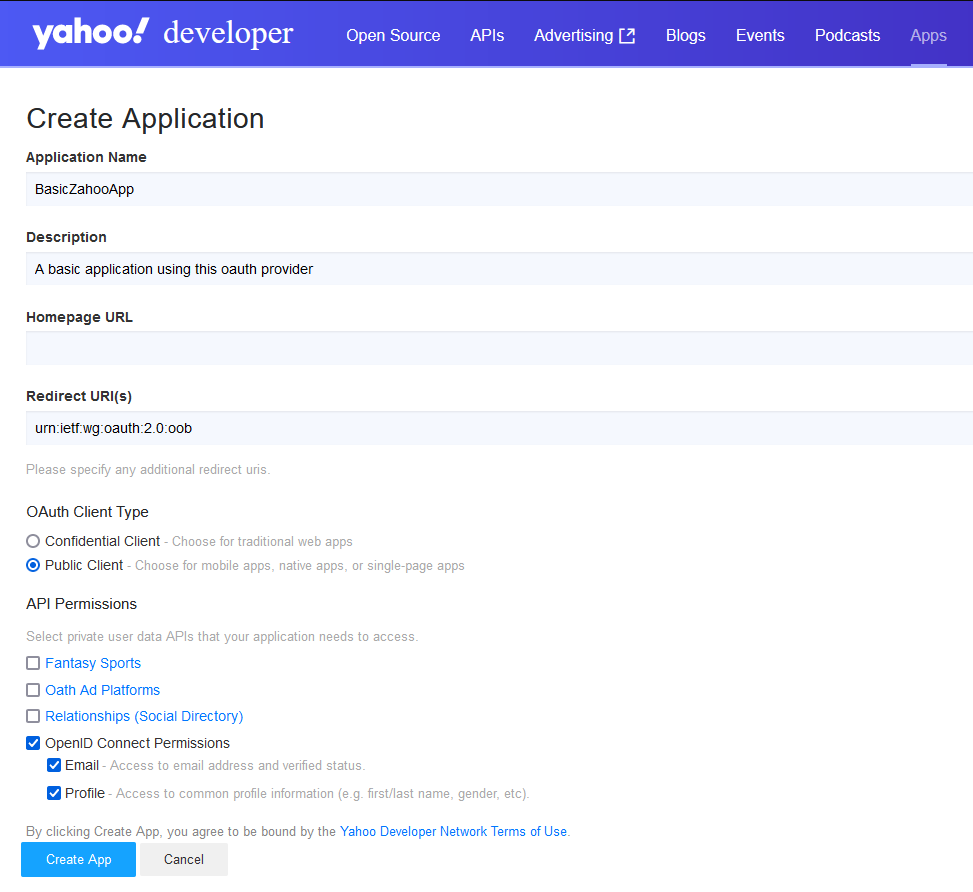 yahoo! developer Open Source APIs Advertising Blogs Events Podcasts Apps
Create Application
Application Name
BasicZahooApp
Description
A basic application using this oauth provider
Homepage URL
Redirect URI(s)
urn:ietf:wg:oauth:2.0:oob
Please specify any additional redirect uris.
OAuth Client Type
Confidential Client - Choose for traditional web apps
Public Client - Choose for mobile apps, native apps, or single-page apps
API Permissions
Select private user data APIs that your application needs to access.
Fantasy Sports
Oath Ad Platforms
Relationships (Social Directory)
OpenID Connect Permissions
Email - Access to email address and verified status.
Profile - Access to common profile information (e.g. first/last name, gender, etc).
By clicking Create App, you agree to be bound by the Yahoo Developer Network Terms of Use.
Create App Cancel